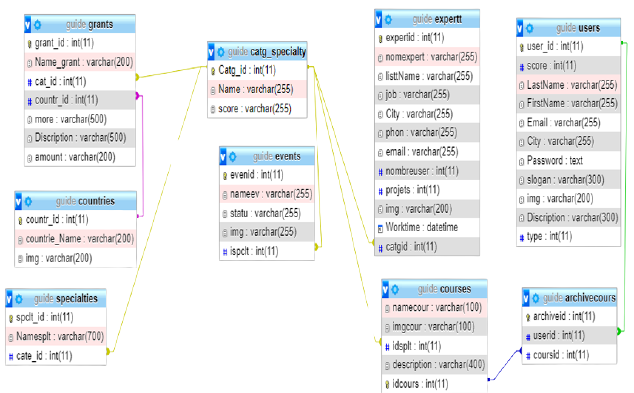 guide grants
grant_id : int(11)
Name_grant : varchar(200)
cat_id : int(11)
countr_id : int(11)
more : varchar(500)
Discription : varchar(500)
amount : varchar(200)
guide countries
countr_id : int(11)
countrie_Name : varchar(200)
img : varchar(200)
guide specialties
spclt_id : int(11)
Namesplt : varchar(700)
cate_id : int(11)
guide catg_specialty
Catg_id : int(11)
Name : varchar(255)
score : varchar(255)
guide events
evenid : int(11)
nameev : varchar(255)
statu : varchar(255)
img : varchar(255)
ispclt : int(11)
guide expertt
expertid : int(11)
nomexpert : varchar(255)
listtName : varchar(255)
job : varchar(255)
City : varchar(255)
phon : varchar(255)
email : varchar(255)
nombreuser : int(11)
projets : int(11)
img : varchar(200)
Worktime : datetime
catgid : int(11)
guide courses
namecour : varchar(100)
imgcour : varchar(100)
idsplt : int(11)
description : varchar(400)
idcours : int(11)
guide users
user_id : int(11)
score : int(11)
LastName : varchar(255)
FirstName : varchar(255)
Email : varchar(255)
City : varchar(255)
Password : text
slogan : varchar(300)
img : varchar(200)
Discription : varchar(300)
type : int(11)
guide archivecours
archiveid : int(11)
userid : int(11)
coursid : int(11)